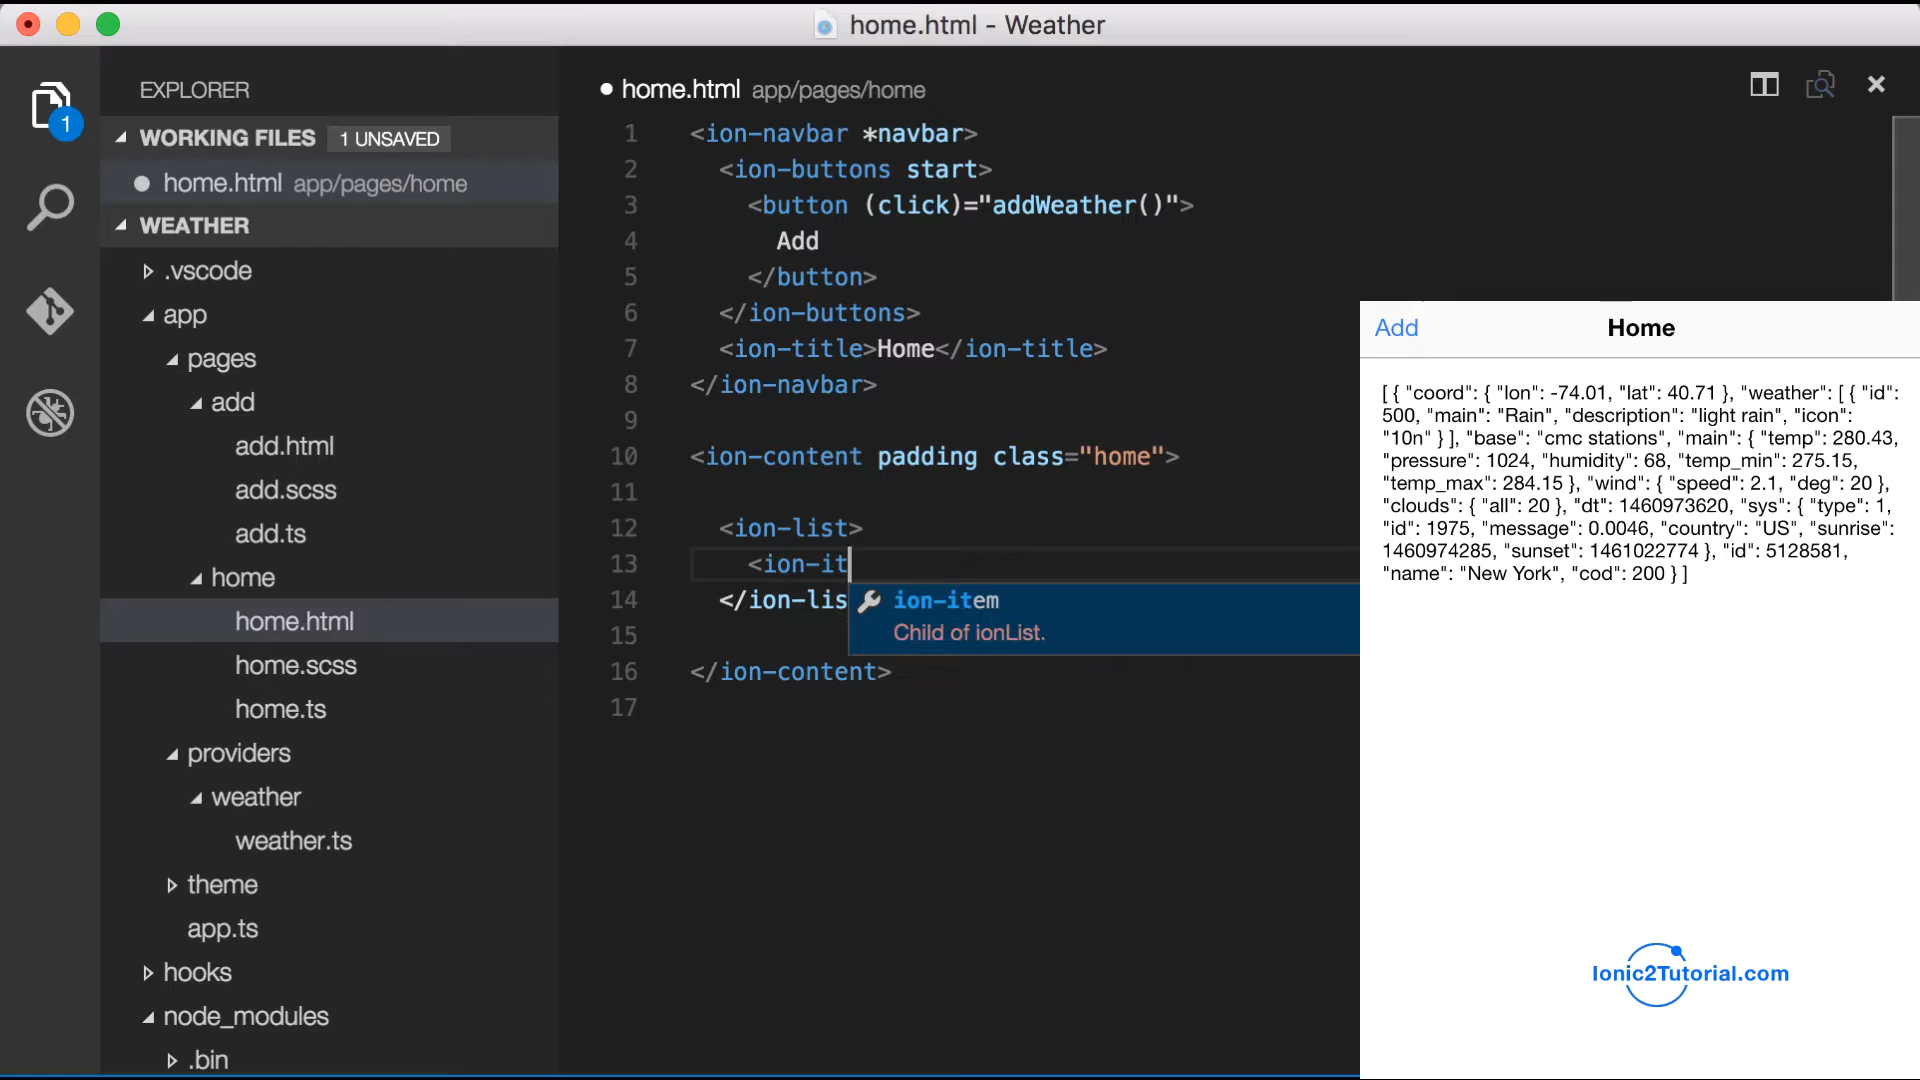 home.html - Weather
EXPLORER
WORKING FILES 1 UNSAVED
home.html app/pages/home
WEATHER
.vscode
app
pages
add
add.html
add.scss
add.ts
home
home.html
home.scss
home.ts
providers
weather
weather.ts
theme
app.ts
hooks
node_modules
.bin
1
home.html app/pages/home
1 <ion-navbar *navbar>
2 <ion-buttons start>
3 <button (click)="addWeather()">
4 Add
5 </button>
6 </ion-buttons>
7 <ion-title>Home</ion-title>
8 </ion-navbar>
9
10 <ion-content padding class="home">
11
12 <ion-list>
13 <ion-it
14 </ion-lis
ion-item
Child of ionList.
15
16 </ion-content>
17
Add Home
[ { "coord": { "lon": -74.01, "lat": 40.71 }, "weather": [ { "id":
500, "main": "Rain", "description": "light rain", "icon":
"10n" } ], "base": "cmc stations", "main": { "temp": 280.43,
"pressure": 1024, "humidity": 68, "temp_min": 275.15,
"temp_max": 284.15 }, "wind": { "speed": 2.1, "deg": 20 },
"clouds": { "all": 20 }, "dt": 1460973620, "sys": { "type": 1,
"id": 1975, "message": 0.0046, "country": "US", "sunrise":
1460974285, "sunset": 1461022774 }, "id": 5128581,
"name": "New York", "cod": 200 } ]
Ionic2Tutorial.com